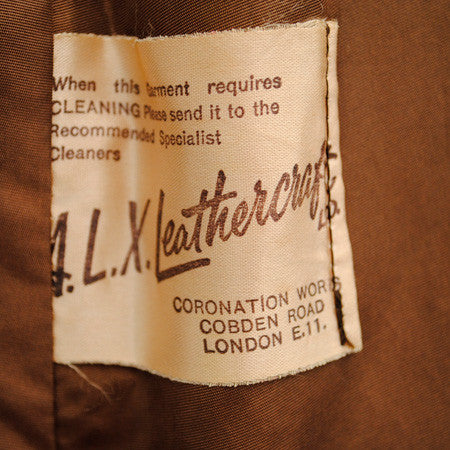 When this Garment requires
CLEANING Please send it to the
Recommended Specialist
Cleaners
A.L.X. Leathercraft
LD.
CORONATION WORKS
COBDEN ROAD
LONDON E.11.